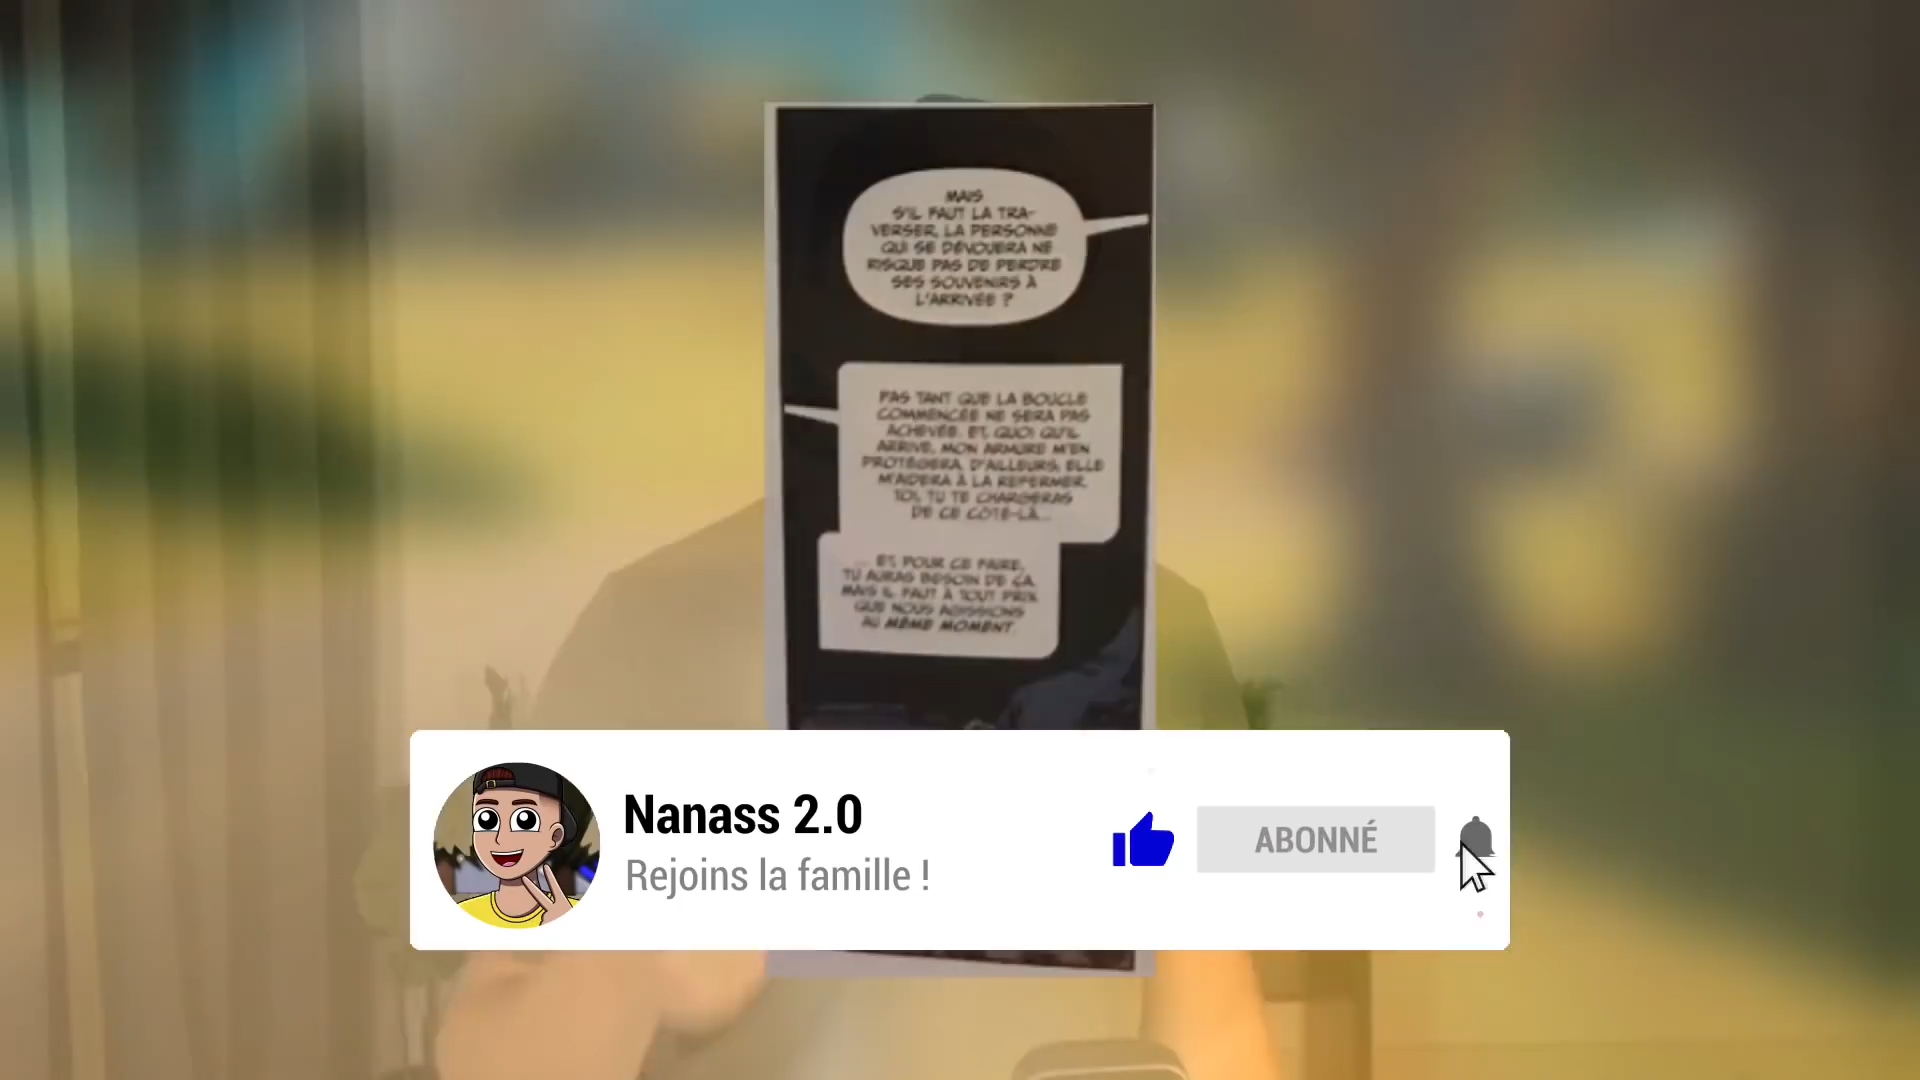 MAIS
S'IL FAUT LA TRA-
VERSER, LA PERSONNE
QUI SE DÉVOUERA NE
RISQUE PAS DE PERDRE
SES SOUVENIRS À
L'ARRIVÉE ?
PAS TANT QUE LA BOUCLE
COMMENCÉE NE SERA PAS
ACHEVÉE. ET, QUOI QU'IL
ARRIVE, MON ARMURE M'EN
PROTÉGERA. D'AILLEURS, ELLE
M'AIDERA À LA REFERMER.
TOI, TU TE CHARGERAS
DE CE CÔTÉ-LÀ...
... ET, POUR CE FAIRE,
TU AURAS BESOIN DE ÇA.
MAIS IL FAUT À TOUT PRIX
QUE NOUS AGISSIONS
AU MÊME MOMENT.
Nanass 2.0
Rejoins la famille !
ABONNÉ